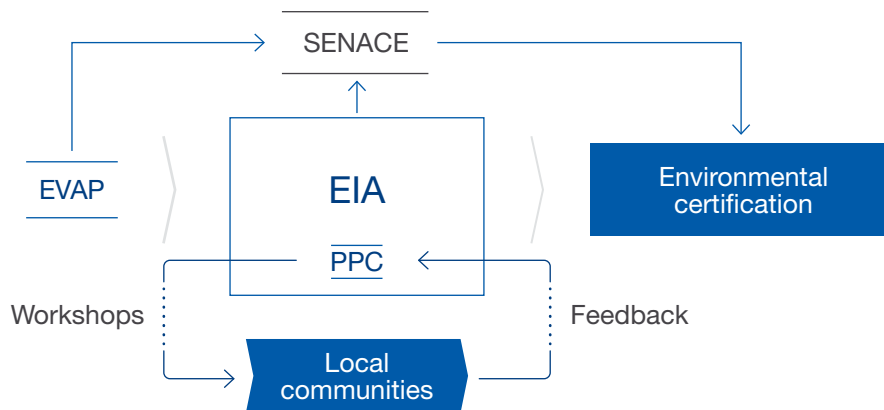 SENACE
EVAP
EIA
Environmental
certification
PPC
Workshops
Feedback
Local
communities